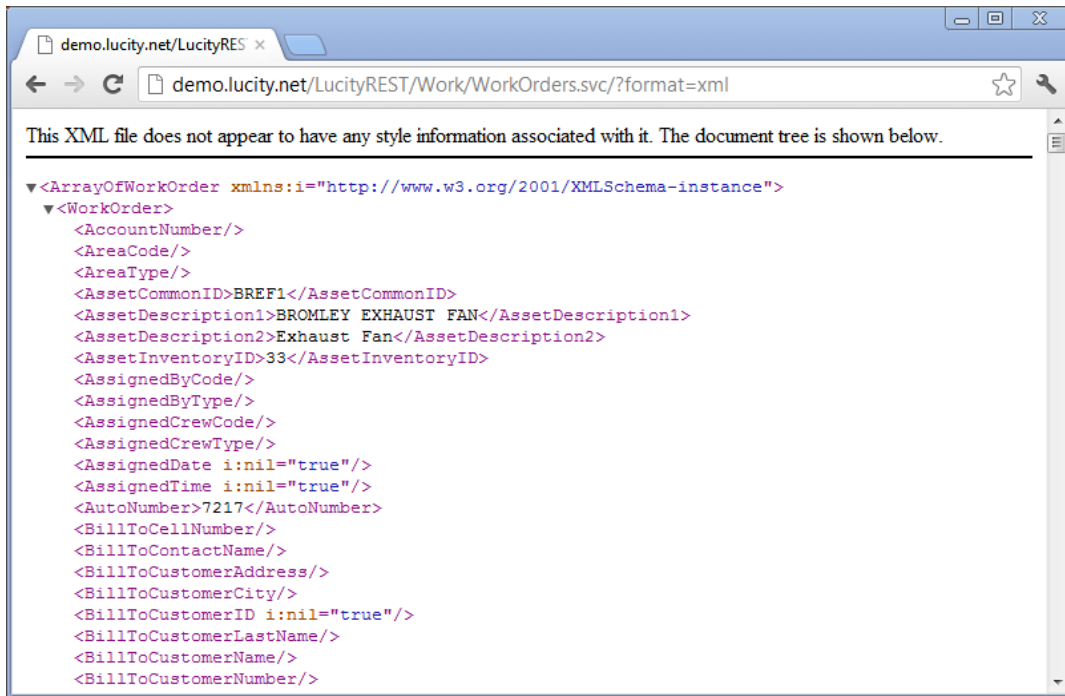 demo.lucity.net/LucityRES
demo.lucity.net/LucityREST/Work/WorkOrders.svc/?format=xml
This XML file does not appear to have any style information associated with it. The document tree is shown below.
▼<ArrayOfWorkOrder xmlns:i="http://www.w3.org/2001/XMLSchema-instance">
▼<WorkOrder>
<AccountNumber/>
<AreaCode/>
<AreaType/>
<AssetCommonID>BREF1</AssetCommonID>
<AssetDescription1>BROMLEY EXHAUST FAN</AssetDescription1>
<AssetDescription2>Exhaust Fan</AssetDescription2>
<AssetInventoryID>33</AssetInventoryID>
<AssignedByCode/>
<AssignedByType/>
<AssignedCrewCode/>
<AssignedCrewType/>
<AssignedDate i:nil="true"/>
<AssignedTime i:nil="true"/>
<AutoNumber>7217</AutoNumber>
<BillToCellNumber/>
<BillToContactName/>
<BillToCustomerAddress/>
<BillToCustomerCity/>
<BillToCustomerID i:nil="true"/>
<BillToCustomerLastName/>
<BillToCustomerName/>
<BillToCustomerNumber/>